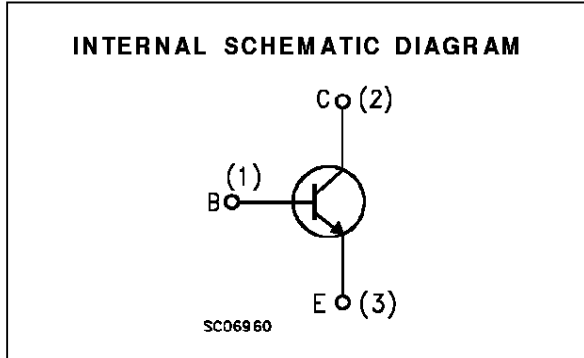 INTERNAL SCHEMATIC DIAGRAM
C (2)
(1)
B
E (3)
SC06960